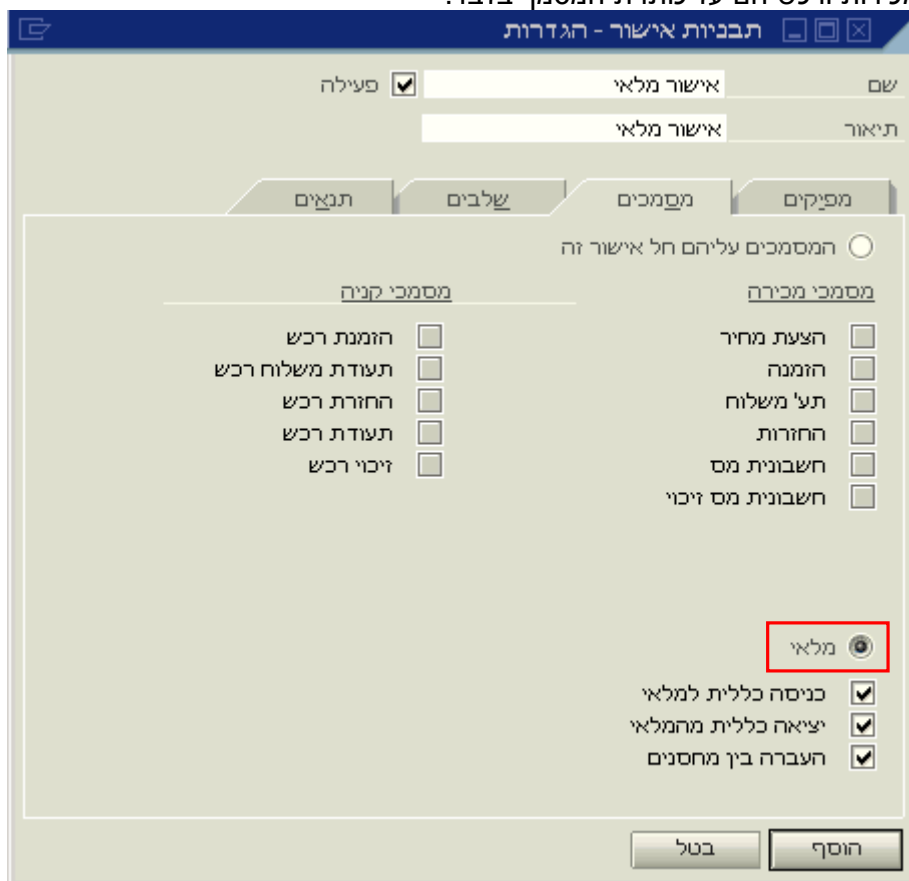 תבניות אישור - הגדרות
שם אישור מלאי פעילה
תיאור אישור מלאי
מפיקים מסמכים שלבים תנאים
המסמכים עליהם חל אישור זה
מסמכי מכירה מסמכי קניה
הצעת מחיר הזמנת רכש
הזמנה תעודת משלוח רכש
תע' משלוח החזרת רכש
החזרות תעודת רכש
חשבונית מס זיכוי רכש
חשבונית מס זיכוי
מלאי
כניסה כללית למלאי
יציאה כללית מהמלאי
העברה בין מחסנים
הוסף בטל